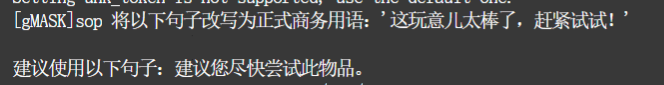 Setting unk_token is not supported, use the default one.
[gMASK]sop 将以下句子改写为正式商务用语：'这玩意儿太棒了，赶紧试试！'
建议使用以下句子：建议您尽快尝试此物品。